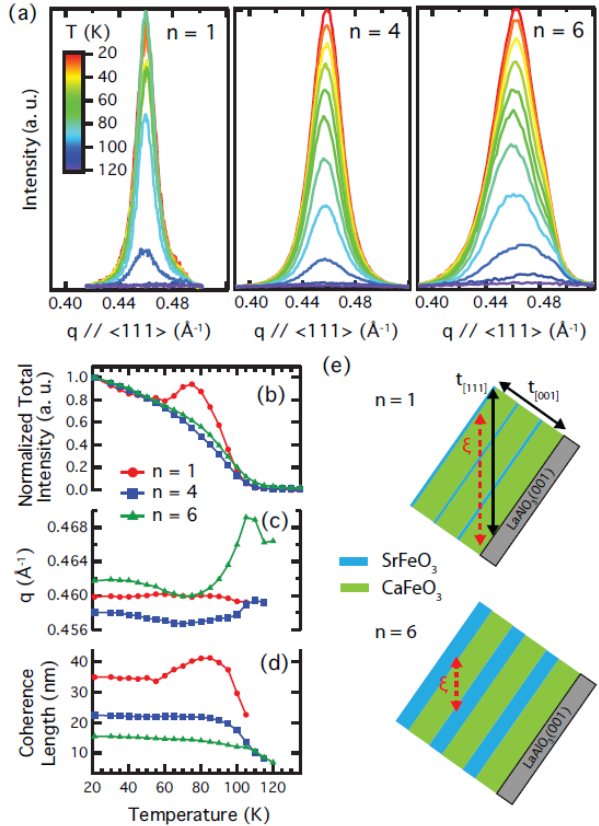 (a)
T (K)
20
40
60
80
100
120
n = 1
n = 4
n = 6
Intensity (a. u.)
0.40 0.44 0.48
0.40 0.44 0.48
0.40 0.44 0.48
q // <111> (Å-1)
q // <111> (Å-1)
q // <111> (Å-1)
(b)
Normalized Total
Intensity (a. u.)
1.0
0.8
0.6
0.4
0.2
0.0
n = 1
n = 4
n = 6
(c)
q (Å-1)
0.468
0.464
0.460
0.456
(d)
Coherence
Length (nm)
40
30
20
10
20 40 60 80 100 120
Temperature (K)
(e)
n = 1
t[111]
t[001]
ξ
LaAlO3(001)
SrFeO3
CaFeO3
n = 6
ξ
LaAlO3(001)